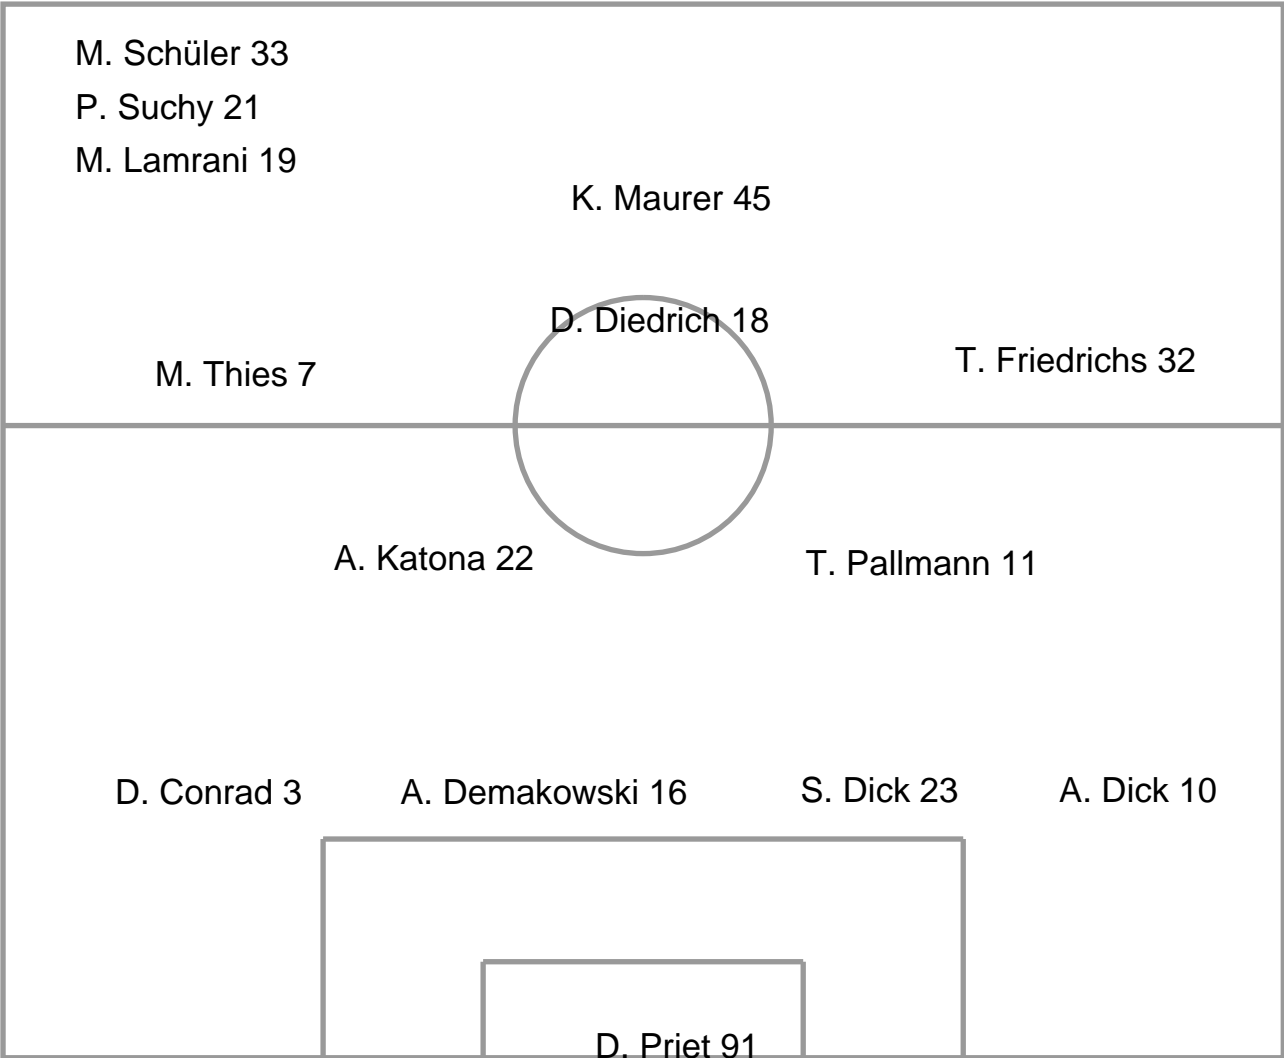 M. Schüler 33
P. Suchy 21
M. Lamrani 19
K. Maurer 45
D. Diedrich 18
M. Thies 7
T. Friedrichs 32
A. Katona 22
T. Pallmann 11
D. Conrad 3
A. Demakowski 16
S. Dick 23
A. Dick 10
D. Priet 91